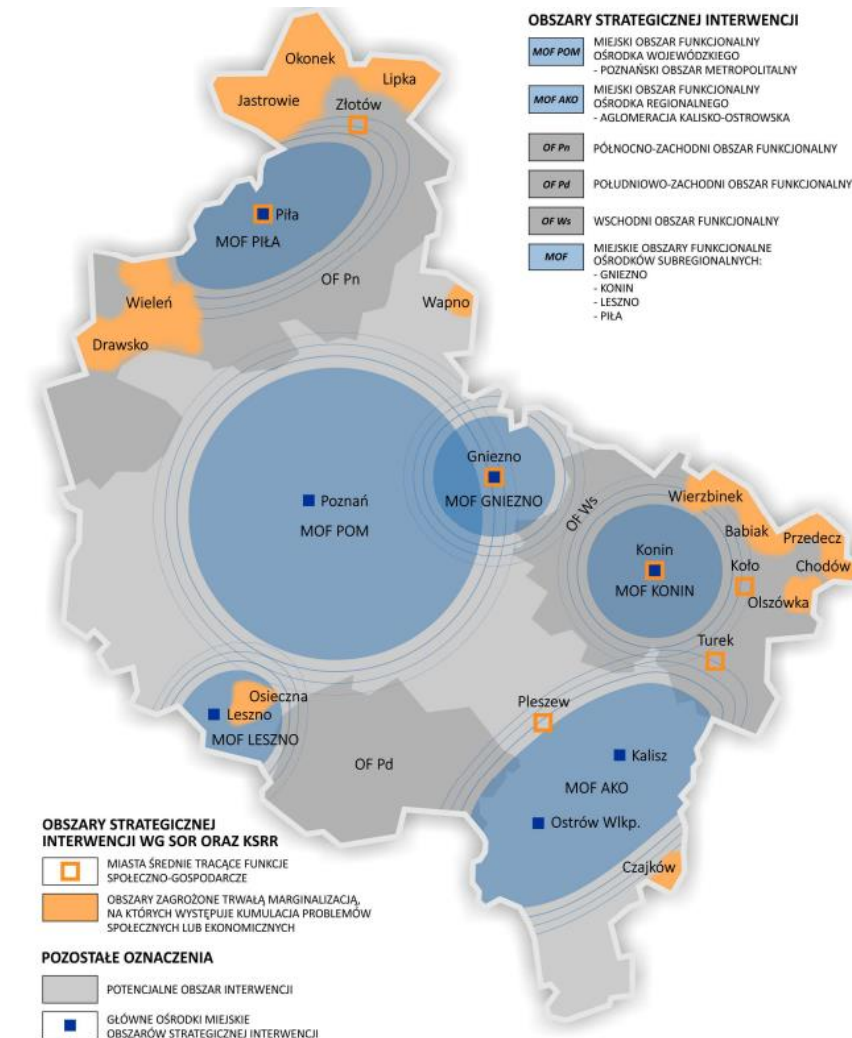 OBSZARY STRATEGICZNEJ INTERWENCJI
MOF POM
MIEJSKI OBSZAR FUNKCJONALNY
OŚRODKA WOJEWÓDZKIEGO
- POZNAŃSKI OBSZAR METROPOLITALNY
MOF AKO
MIEJSKI OBSZAR FUNKCJONALNY
OŚRODKA REGIONALNEGO
- AGLOMERACJA KALISKO-OSTROWSKA
OF Pn
PÓŁNOCNO-ZACHODNI OBSZAR FUNKCJONALNY
OF Pd
POŁUDNIOWO-ZACHODNI OBSZAR FUNKCJONALNY
OF Ws
WSCHODNI OBSZAR FUNKCJONALNY
MOF
MIEJSKIE OBSZARY FUNKCJONALNE
OŚRODKÓW SUBREGIONALNYCH:
- GNIEZNO
- KONIN
- LESZNO
- PIŁA
Okonek
Lipka
Jastrowie
Złotów
Piła
MOF PIŁA
OF Pn
Wieleń
Wapno
Drawsko
Gniezno
Poznań
MOF GNIEZNO
MOF POM
OF Ws
Wierzbinek
Babiak
Przedecz
Konin
Koło
Chodów
MOF KONIN
Olszówka
Turek
Osieczna
Leszno
MOF LESZNO
Pleszew
OF Pd
Kalisz
MOF AKO
Ostrów Wlkp.
Czajków
OBSZARY STRATEGICZNEJ
INTERWENCJI WG SOR ORAZ KSRR
MIASTA ŚREDNIE TRACĄCE FUNKCJE
SPOŁECZNO-GOSPODARCZE
OBSZARY ZAGROŻONE TRWAŁĄ MARGINALIZACJĄ,
NA KTÓRYCH WYSTĘPUJE KUMULACJA PROBLEMÓW
SPOŁECZNYCH LUB EKONOMICZNYCH
POZOSTAŁE OZNACZENIA
POTENCJALNE OBSZAR INTERWENCJI
GŁÓWNE OŚRODKI MIEJSKIE
OBSZARÓW STRATEGICZNEJ INTERWENCJI